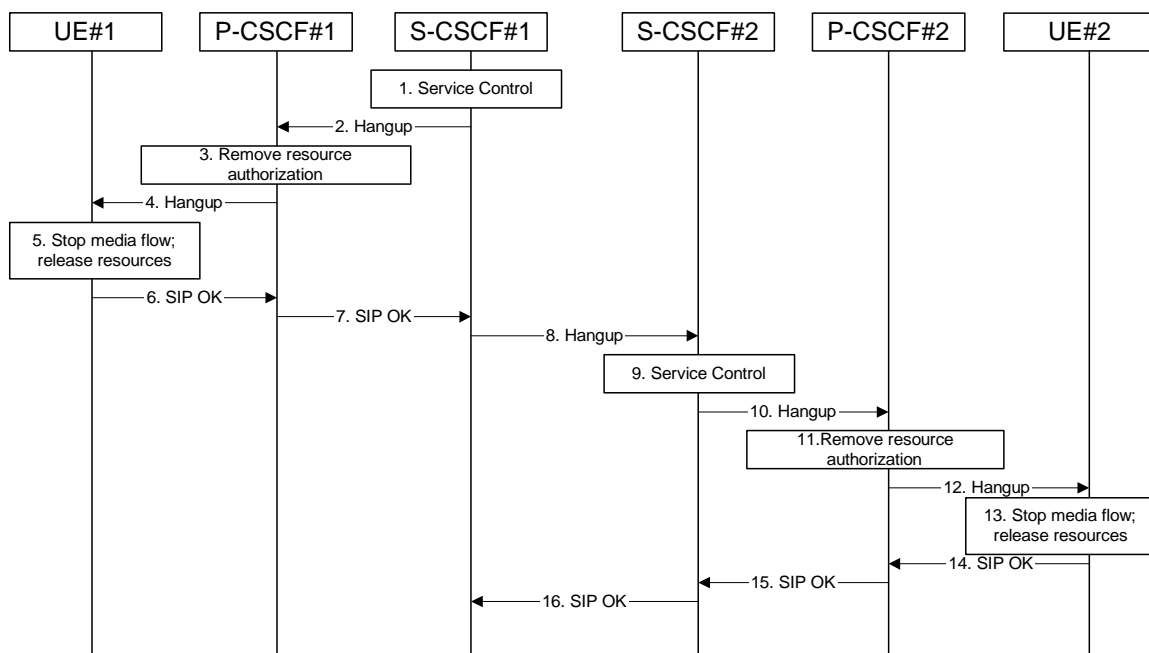 UE#1
P-CSCF#1
S-CSCF#1
S-CSCF#2
P-CSCF#2
UE#2
1. Service Control
2. Hangup
3. Remove resource
authorization
4. Hangup
5. Stop media flow;
release resources
6. SIP OK
7. SIP OK
8. Hangup
9. Service Control
10. Hangup
11.Remove resource
authorization
12. Hangup
13. Stop media flow;
release resources
14. SIP OK
15. SIP OK
16. SIP OK